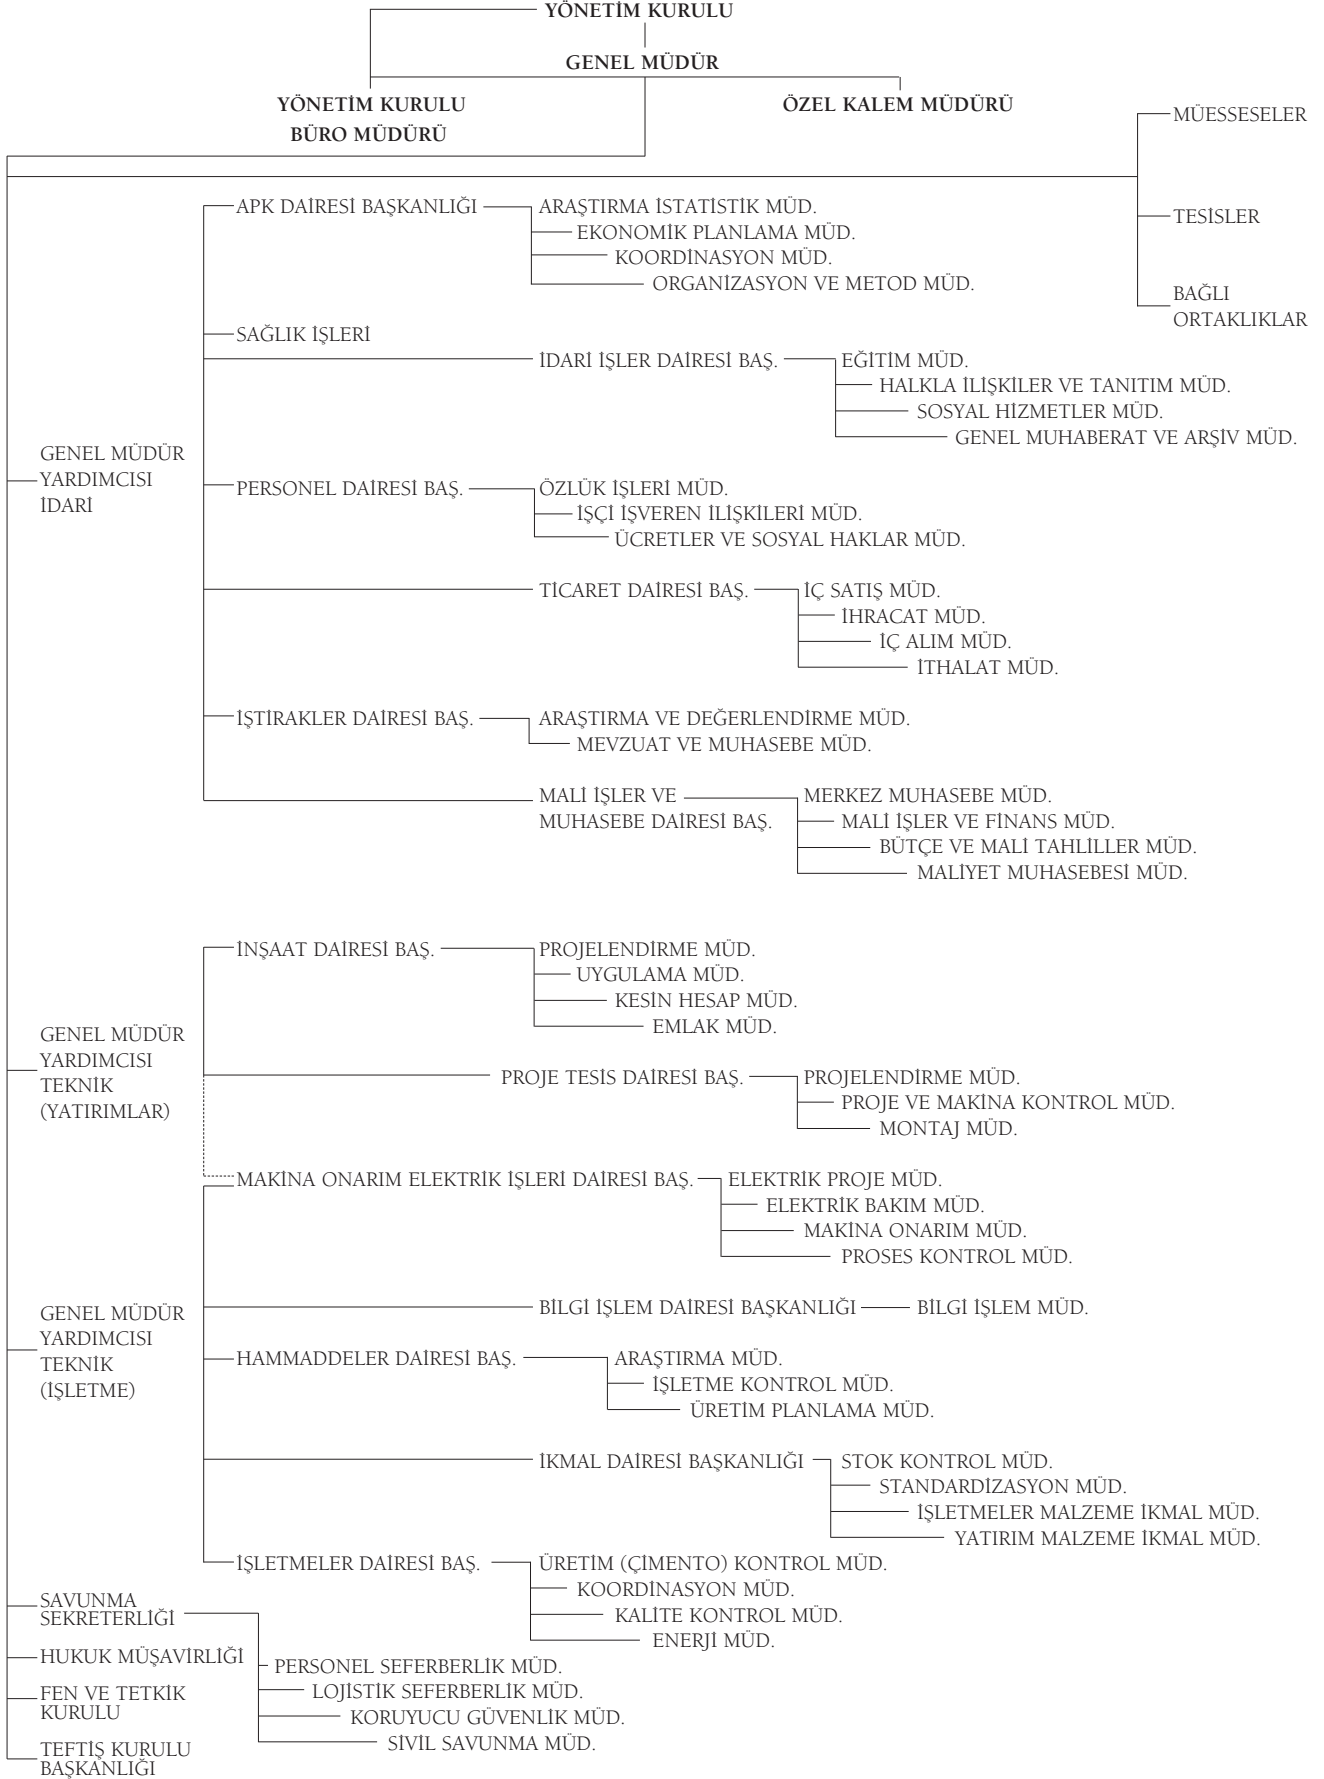 YÖNETİM KURULU
GENEL MÜDÜR
YÖNETİM KURULU
BÜRO MÜDÜRÜ
ÖZEL KALEM MÜDÜRÜ
MÜESSESELER
TESİSLER
BAĞLI
ORTAKLIKLAR
GENEL MÜDÜR
YARDIMCISI
İDARİ
APK DAİRESİ BAŞKANLIĞI
ARAŞTIRMA İSTATİSTİK MÜD.
EKONOMİK PLANLAMA MÜD.
KOORDİNASYON MÜD.
ORGANİZASYON VE METOD MÜD.
SAĞLIK İŞLERİ
İDARİ İŞLER DAİRESİ BAŞ.
EĞİTİM MÜD.
HALKLA İLİŞKİLER VE TANITIM MÜD.
SOSYAL HİZMETLER MÜD.
GENEL MUHABERAT VE ARŞİV MÜD.
PERSONEL DAİRESİ BAŞ.
ÖZLÜK İŞLERİ MÜD.
İŞÇİ İŞVEREN İLİŞKİLERİ MÜD.
ÜCRETLER VE SOSYAL HAKLAR MÜD.
TİCARET DAİRESİ BAŞ.
İÇ SATIŞ MÜD.
İHRACAT MÜD.
İÇ ALIM MÜD.
İTHALAT MÜD.
İŞTİRAKLER DAİRESİ BAŞ.
ARAŞTIRMA VE DEĞERLENDİRME MÜD.
MEVZUAT VE MUHASEBE MÜD.
MALİ İŞLER VE
MUHASEBE DAİRESİ BAŞ.
MERKEZ MUHASEBE MÜD.
MALİ İŞLER VE FİNANS MÜD.
BÜTÇE VE MALİ TAHLİLLER MÜD.
MALİYET MUHASEBESİ MÜD.
GENEL MÜDÜR
YARDIMCISI
TEKNİK
(YATIRIMLAR)
İNŞAAT DAİRESİ BAŞ.
PROJELENDİRME MÜD.
UYGULAMA MÜD.
KESİN HESAP MÜD.
EMLAK MÜD.
PROJE TESİS DAİRESİ BAŞ.
PROJELENDİRME MÜD.
PROJE VE MAKİNA KONTROL MÜD.
MONTAJ MÜD.
MAKİNA ONARIM ELEKTRİK İŞLERİ DAİRESİ BAŞ.
ELEKTRİK PROJE MÜD.
ELEKTRİK BAKIM MÜD.
MAKİNA ONARIM MÜD.
PROSES KONTROL MÜD.
GENEL MÜDÜR
YARDIMCISI
TEKNİK
(İŞLETME)
BİLGİ İŞLEM DAİRESİ BAŞKANLIĞI
BİLGİ İŞLEM MÜD.
HAMMADDELER DAİRESİ BAŞ.
ARAŞTIRMA MÜD.
İŞLETME KONTROL MÜD.
ÜRETİM PLANLAMA MÜD.
İKMAL DAİRESİ BAŞKANLIĞI
STOK KONTROL MÜD.
STANDARDİZASYON MÜD.
İŞLETMELER MALZEME İKMAL MÜD.
YATIRIM MALZEME İKMAL MÜD.
İŞLETMELER DAİRESİ BAŞ.
ÜRETİM (ÇİMENTO) KONTROL MÜD.
KOORDİNASYON MÜD.
KALİTE KONTROL MÜD.
ENERJİ MÜD.
SAVUNMA
SEKRETERLİĞİ
PERSONEL SEFERBERLİK MÜD.
LOJİSTİK SEFERBERLİK MÜD.
KORUYUCU GÜVENLİK MÜD.
SİVİL SAVUNMA MÜD.
HUKUK MÜŞAVİRLİĞİ
FEN VE TETKİK
KURULU
TEFTİŞ KURULU
BAŞKANLIĞI